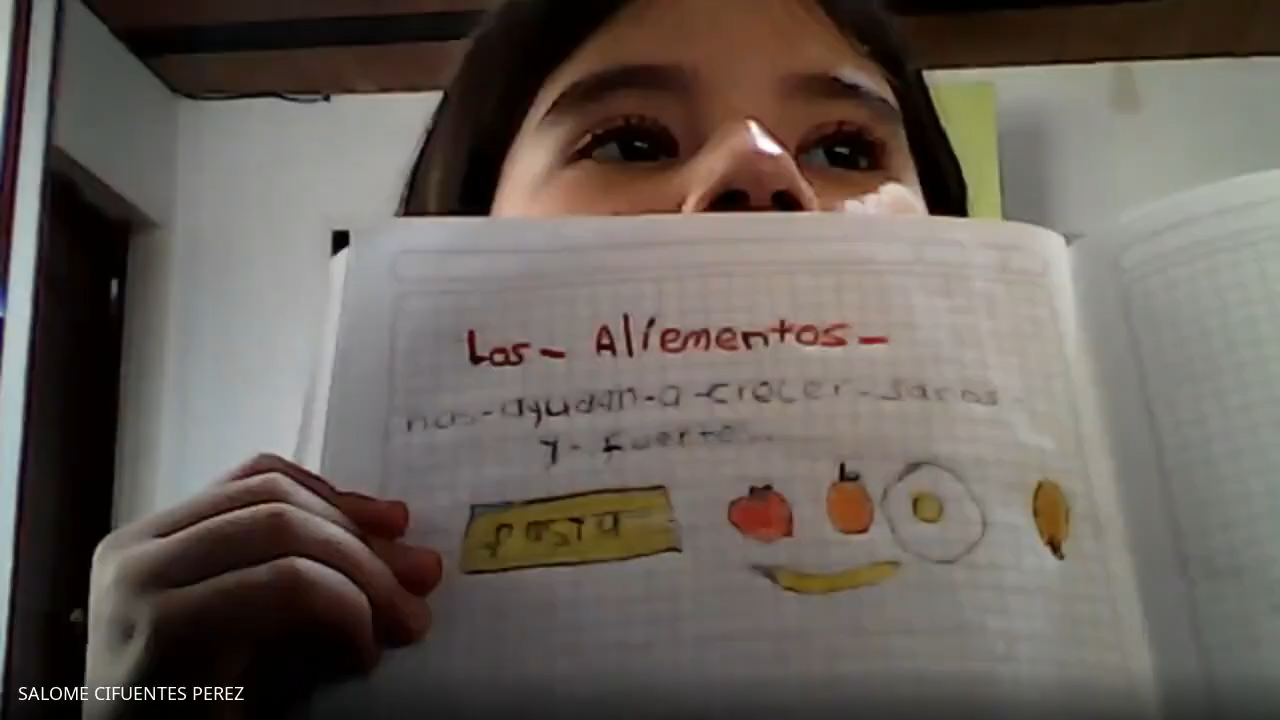 Los - Aliementos -
nos - ayudan - a - crecer - sanos -
y - fuertes
Pasta
SALOME CIFUENTES PEREZ